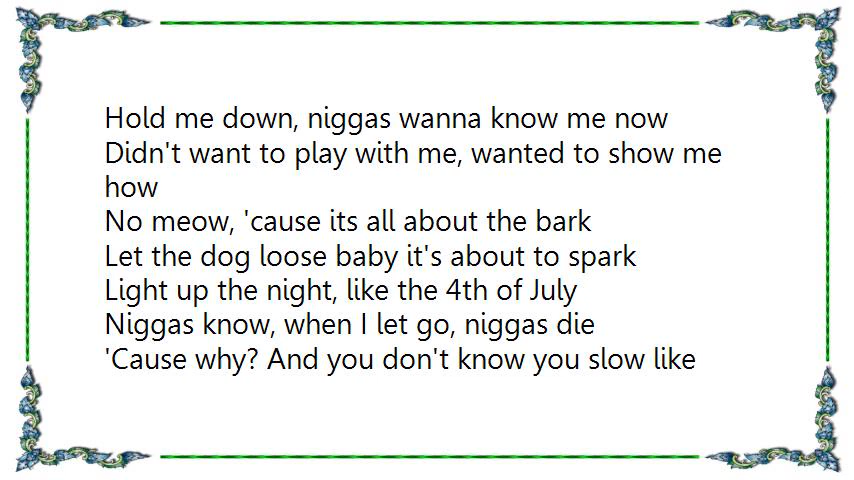 Hold me down, niggas wanna know me now
Didn't want to play with me, wanted to show me
how
No meow, 'cause its all about the bark
Let the dog loose baby it's about to spark
Light up the night, like the 4th of July
Niggas know, when I let go, niggas die
'Cause why? And you don't know you slow like